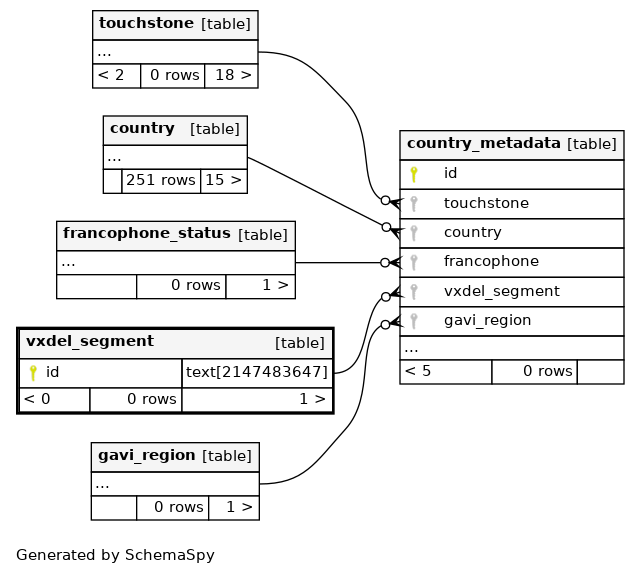 touchstone [table]
...
< 2 0 rows 18 >
country [table]
...
251 rows 15 >
francophone_status [table]
...
0 rows 1 >
vxdel_segment [table]
id text[2147483647]
< 0 0 rows 1 >
gavi_region [table]
...
0 rows 1 >
country_metadata [table]
id
touchstone
country
francophone
vxdel_segment
gavi_region
...
< 5 0 rows
Generated by SchemaSpy